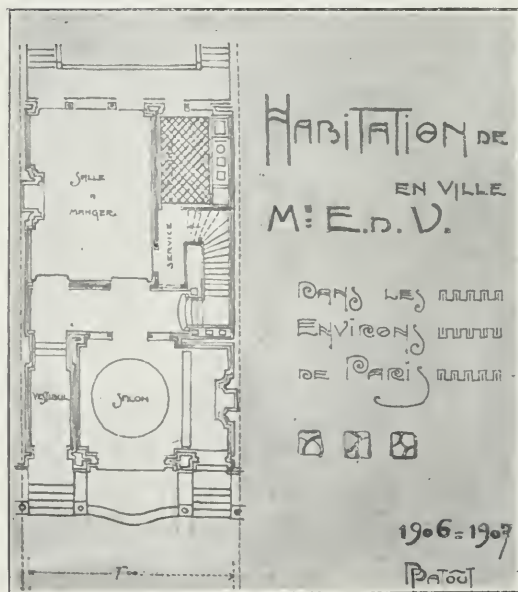 HABITATION DE
EN VILLE
Mr E.D.V.
DANS LES
ENVIRONS
DE PARIS
1906=1907
P PATOUT
SALLE
A
MANGER
SERVICE
VESTIBUL
SALON